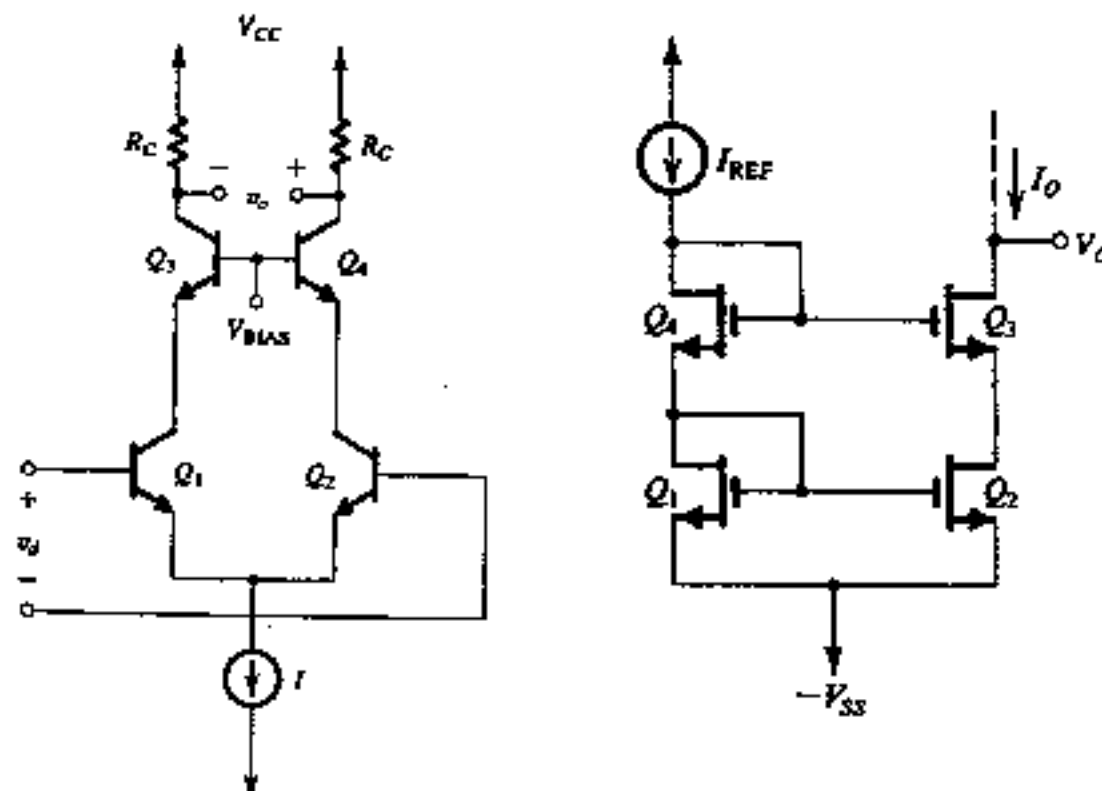 V_CC
R_C − + R_C
v_o
Q_3 Q_4
V_BIAS
Q_1 Q_2
+
v_d
−
I
I_REF
I_O
V_O
Q_4 Q_3
Q_1 Q_2
−V_SS